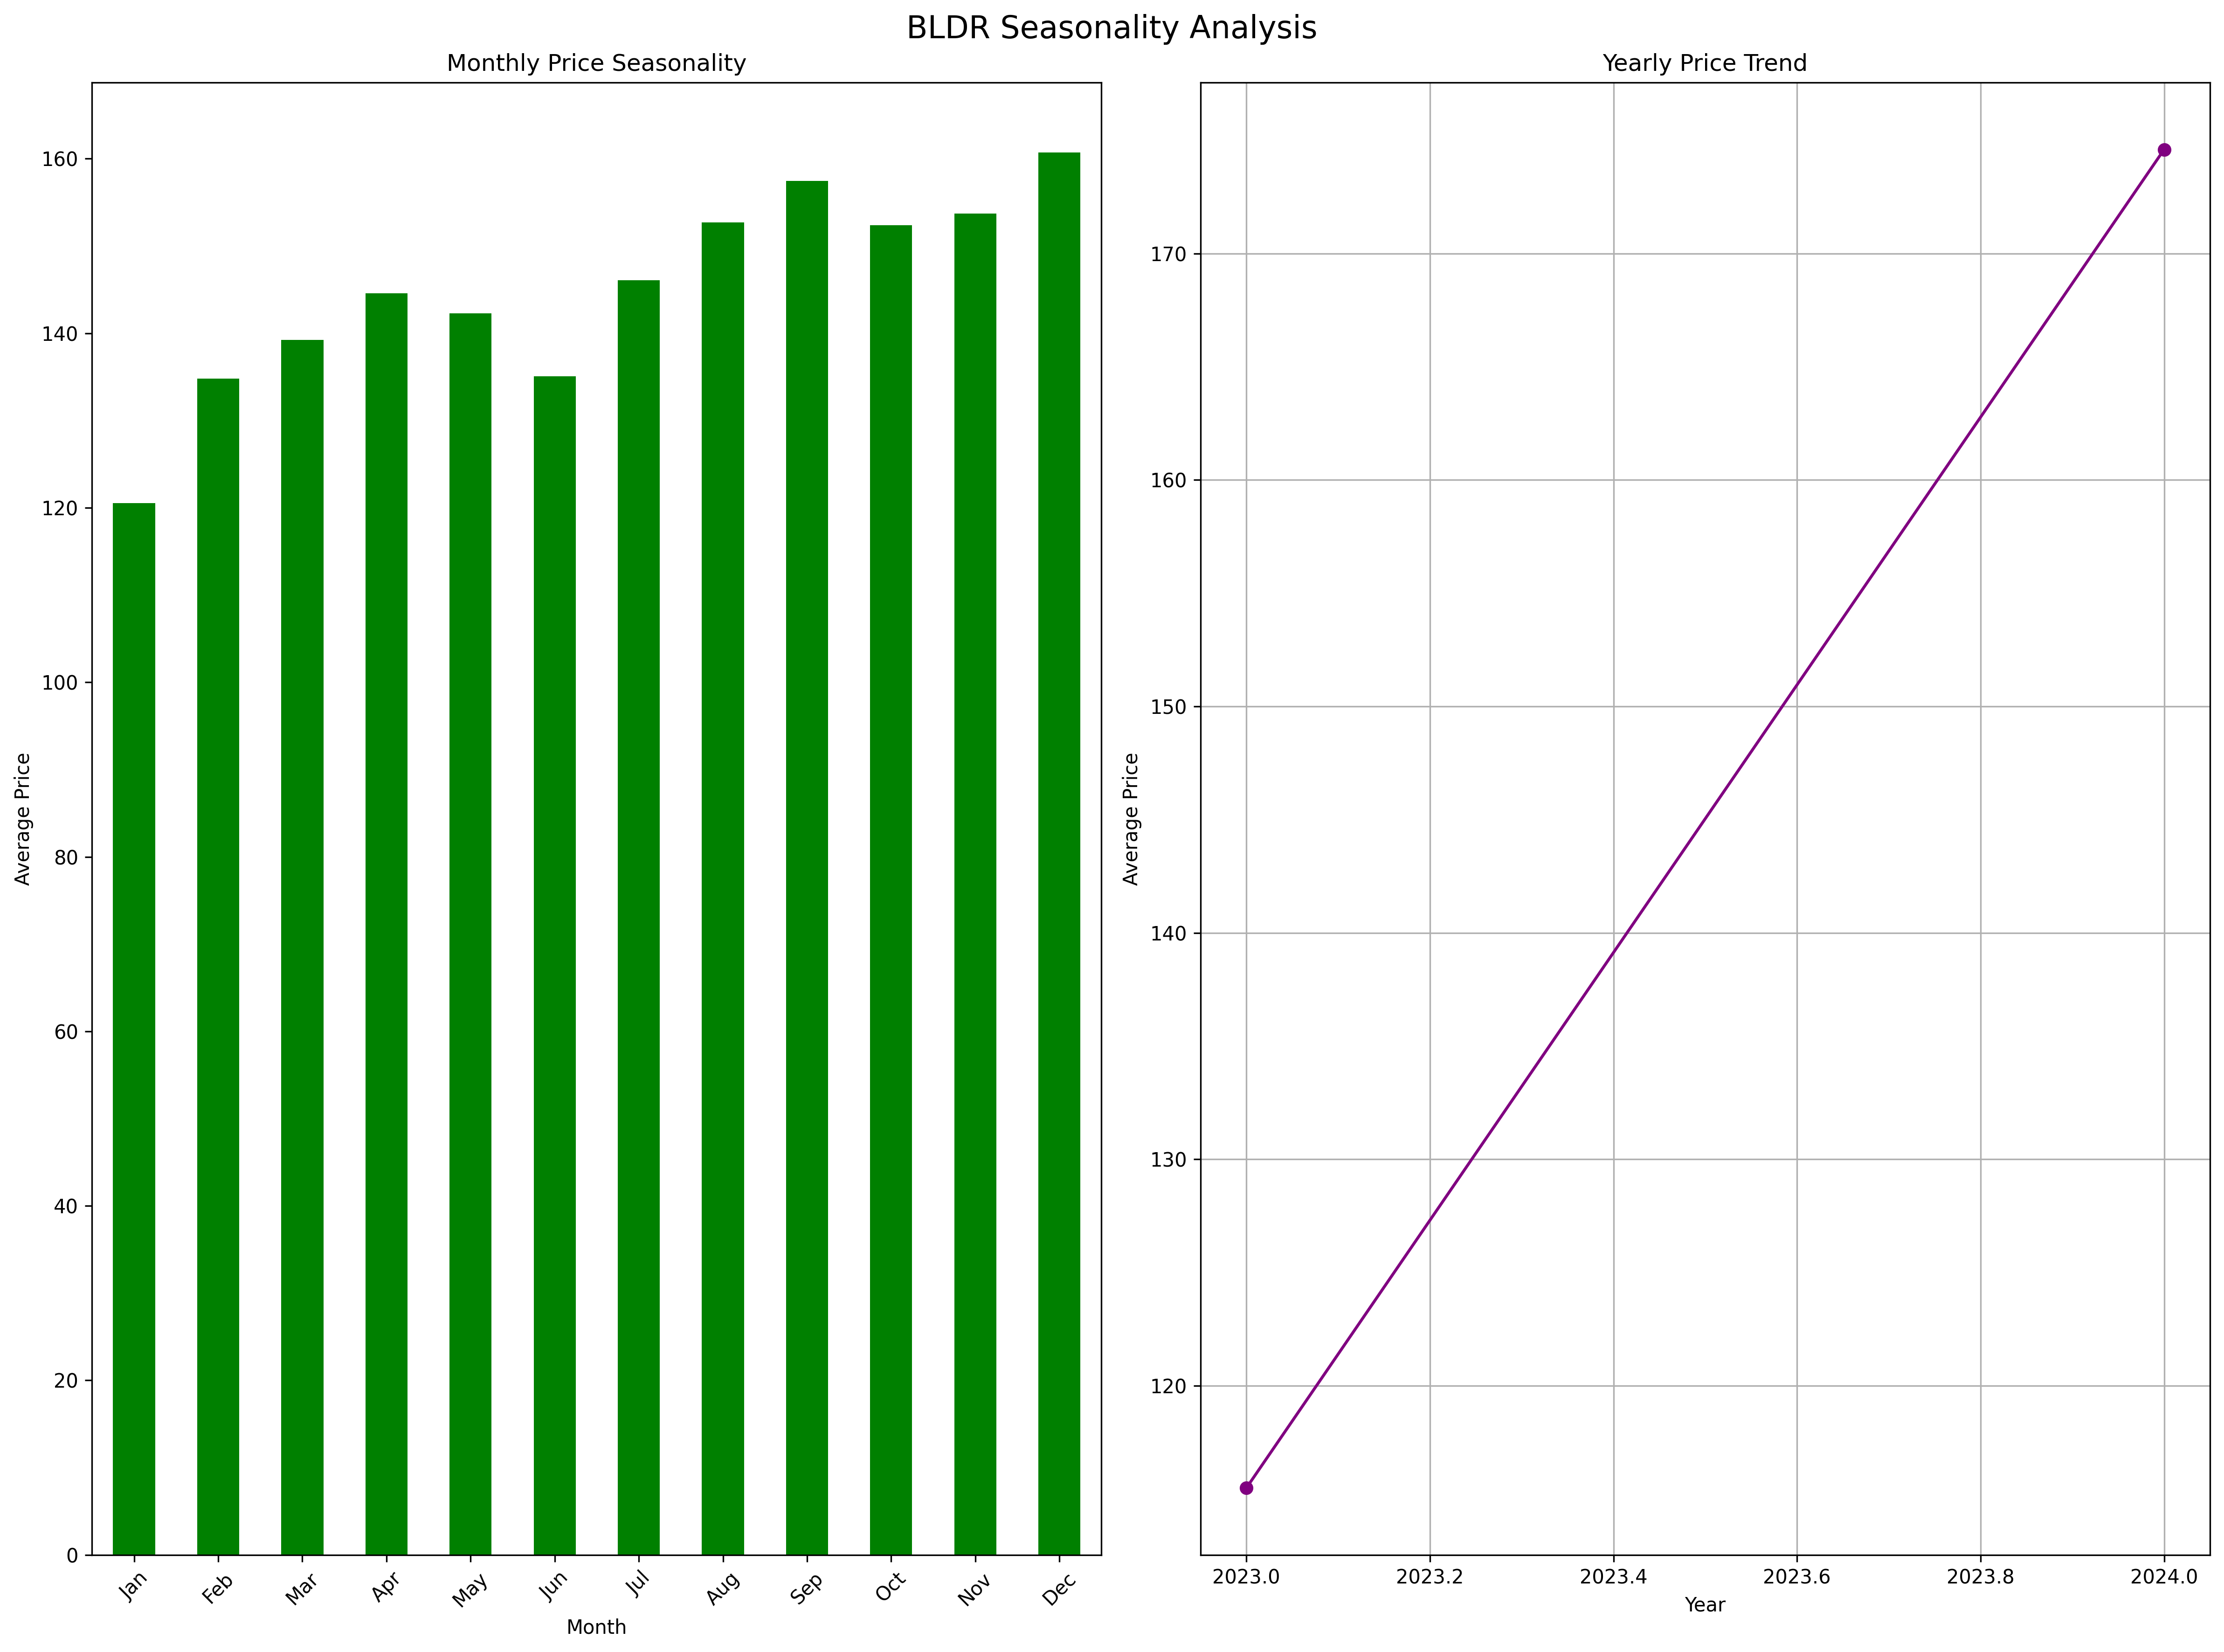 BLDR Seasonality Analysis
Monthly Price Seasonality
Average Price
160
140
120
100
80
60
40
20
0
Jan Feb Mar Apr May Jun Jul Aug Sep Oct Nov Dec
Month
Yearly Price Trend
Average Price
170
160
150
140
130
120
2023.0 2023.2 2023.4 2023.6 2023.8 2024.0
Year